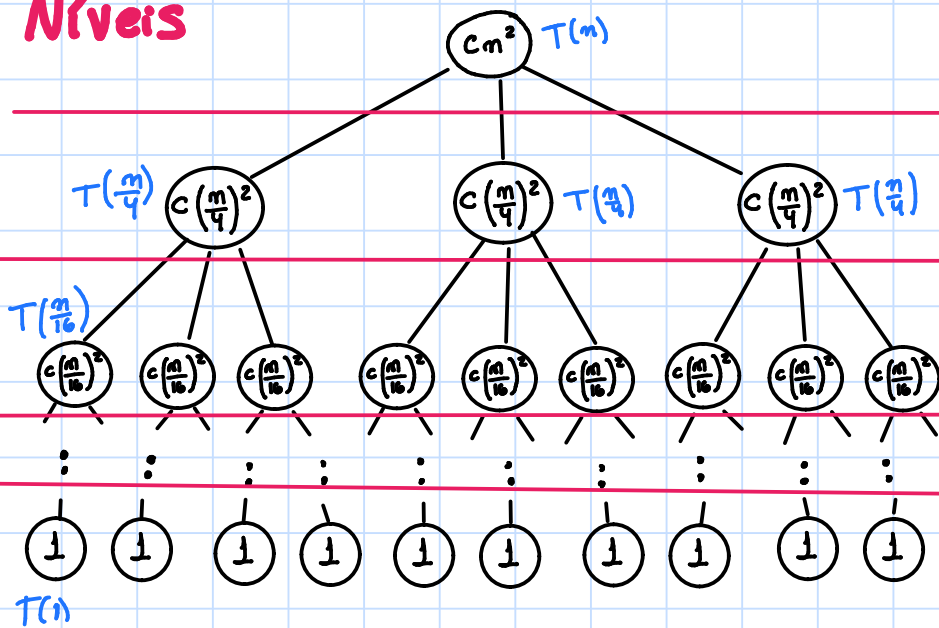 Níveis
cn² T(n)
T(n/4) c(n/4)² c(n/4)² T(n/4) c(n/4)² T(n/4)
T(n/16)
c(n/16)² c(n/16)² c(n/16)² c(n/16)² c(n/16)² c(n/16)² c(n/16)² c(n/16)² c(n/16)²
1 1 1 1 1 1 1 1 1 1
T(1)